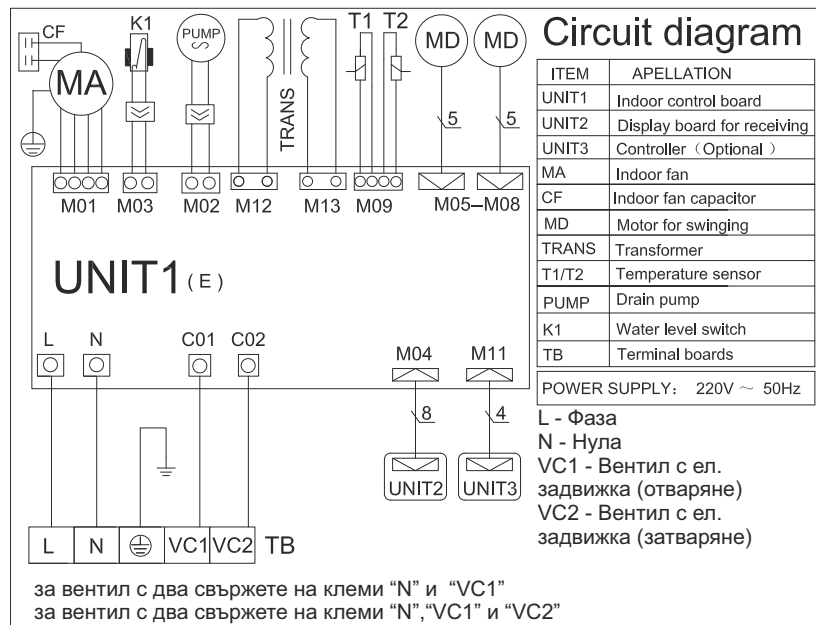 Circuit diagram
CF
K1
PUMP
T1 T2
MD MD
MA
TRANS
5 5
M01 M03 M02 M12 M13 M09 M05–M08
UNIT1 ( E )
L N C01 C02
M04 M11
8 4
UNIT2 UNIT3
L N VC1 VC2 TB
ITEM APELLATION
UNIT1 Indoor control board
UNIT2 Display board for receiving
UNIT3 Controller (Optional )
MA Indoor fan
CF Indoor fan capacitor
MD Motor for swinging
TRANS Transformer
T1/T2 Temperature sensor
PUMP Drain pump
K1 Water level switch
TB Terminal boards
POWER SUPPLY: 220V ～ 50Hz
L - Фаза
N - Нула
VC1 - Вентил с ел.
задвижка (отваряне)
VC2 - Вентил с ел.
задвижка (затваряне)
за вентил с два свържете на клеми “N” и “VC1”
за вентил с два свържете на клеми “N”,“VC1” и “VC2”